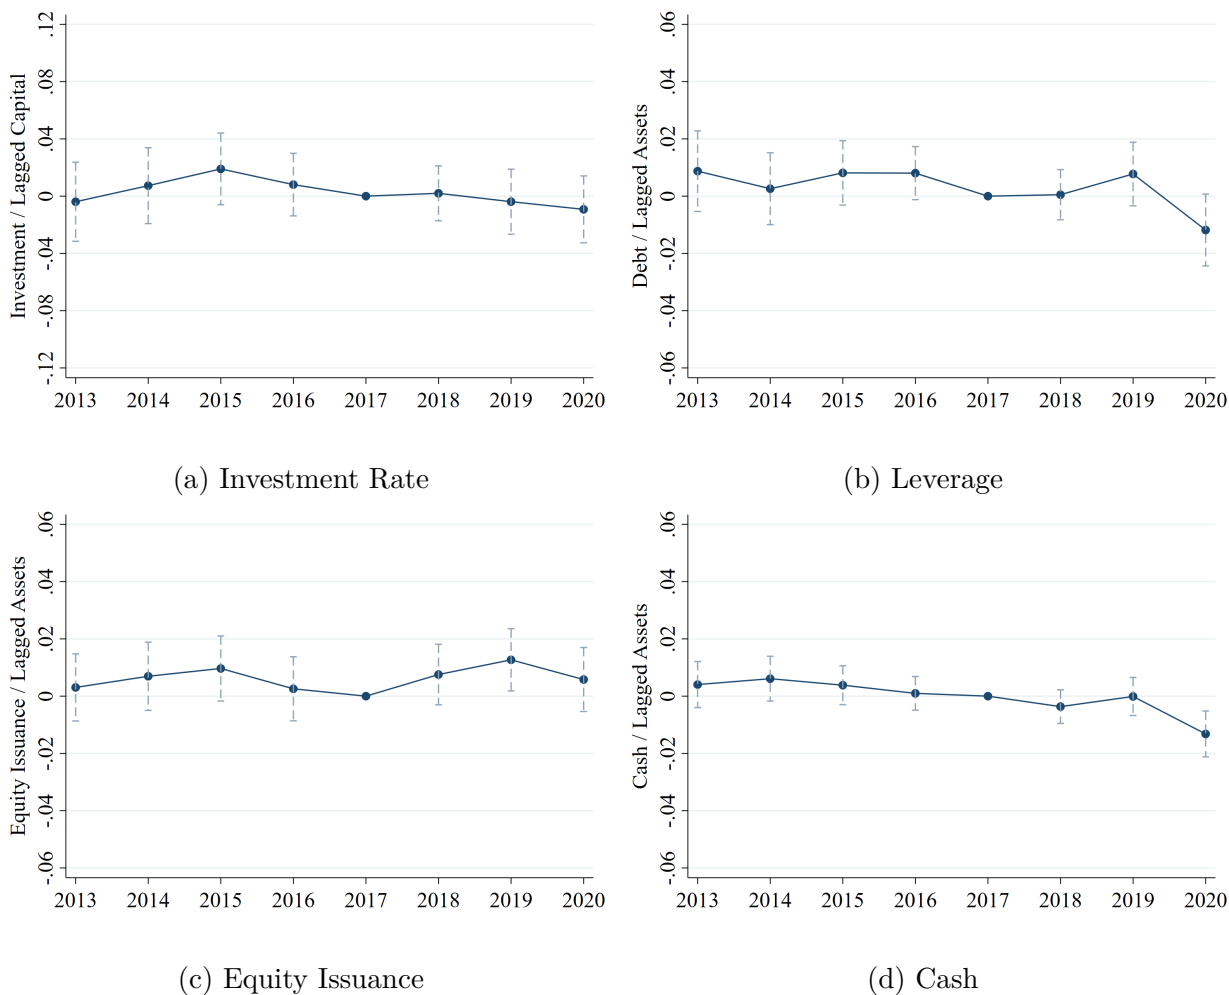 Investment / Lagged Capital
.12
.08
.04
0
-.04
-.08
-.12
2013 2014 2015 2016 2017 2018 2019 2020
(a) Investment Rate
Debt / Lagged Assets
.06
.04
.02
0
-.02
-.04
-.06
2013 2014 2015 2016 2017 2018 2019 2020
(b) Leverage
Equity Issuance / Lagged Assets
.06
.04
.02
0
-.02
-.04
-.06
2013 2014 2015 2016 2017 2018 2019 2020
(c) Equity Issuance
Cash / Lagged Assets
.06
.04
.02
0
-.02
-.04
-.06
2013 2014 2015 2016 2017 2018 2019 2020
(d) Cash